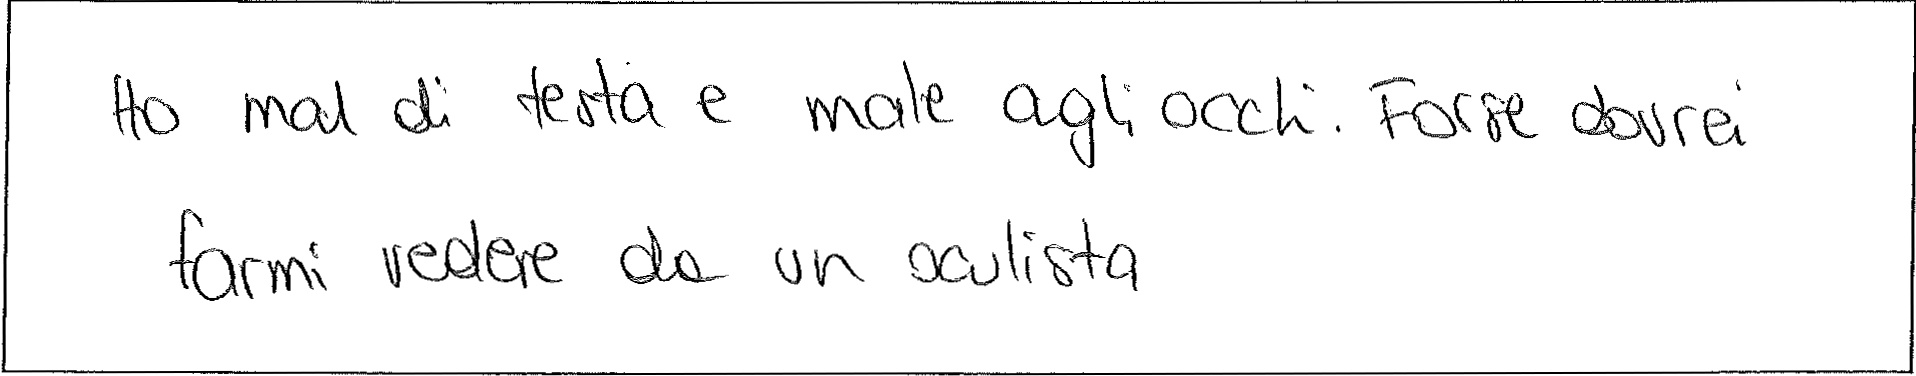 Ho mal di testa e male agli occhi. Forse dovrei
farmi vedere da un oculista